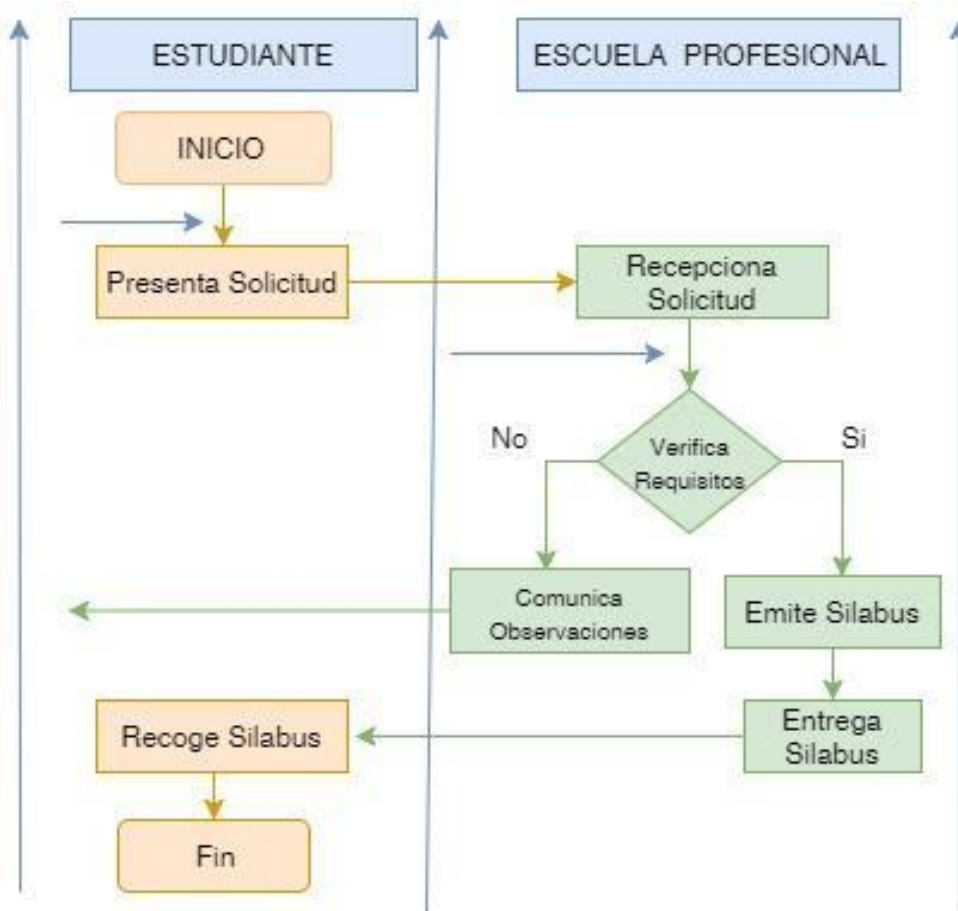 ESTUDIANTE
ESCUELA PROFESIONAL
INICIO
Presenta Solicitud
Recepciona
Solicitud
No
Si
Verifica
Requisitos
Comunica
Observaciones
Emite Silabus
Recoge Silabus
Entrega
Silabus
Fin